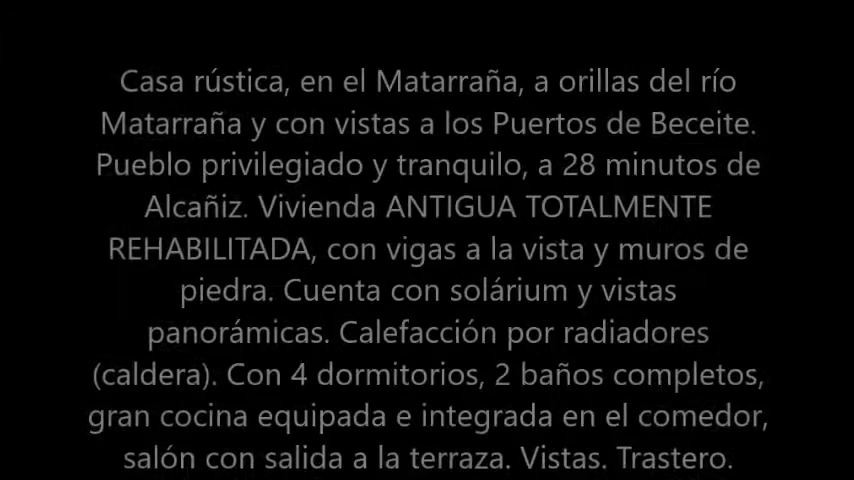 Casa rústica, en el Matarraña, a orillas del río
Matarraña y con vistas a los Puertos de Beceite.
Pueblo privilegiado y tranquilo, a 28 minutos de
Alcañiz. Vivienda ANTIGUA TOTALMENTE
REHABILITADA, con vigas a la vista y muros de
piedra. Cuenta con solárium y vistas
panorámicas. Calefacción por radiadores
(caldera). Con 4 dormitorios, 2 baños completos,
gran cocina equipada e integrada en el comedor,
salón con salida a la terraza. Vistas. Trastero.